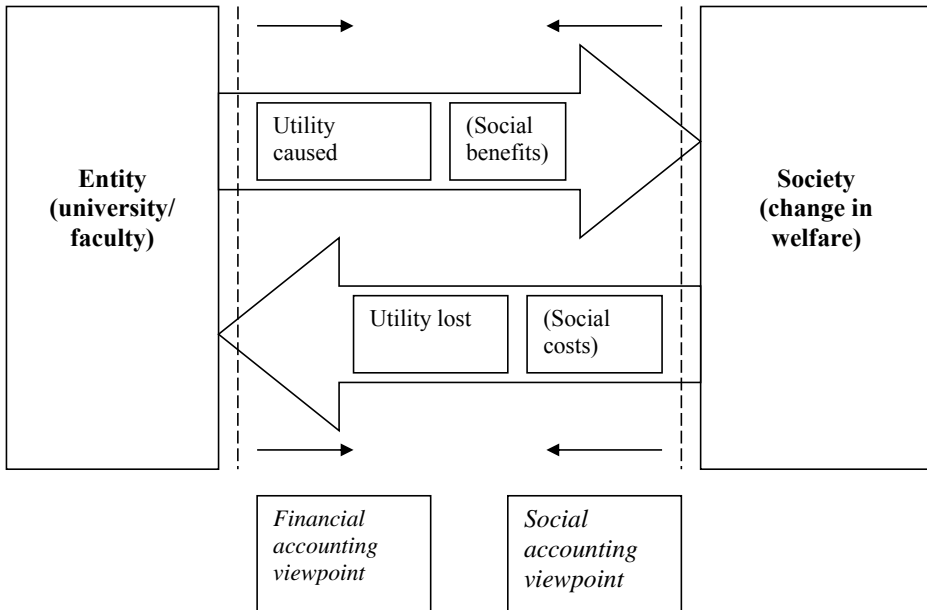 Entity
(university/
faculty)
Utility
caused
(Social
benefits)
Utility lost
(Social
costs)
Society
(change in
welfare)
Financial
accounting
viewpoint
Social
accounting
viewpoint